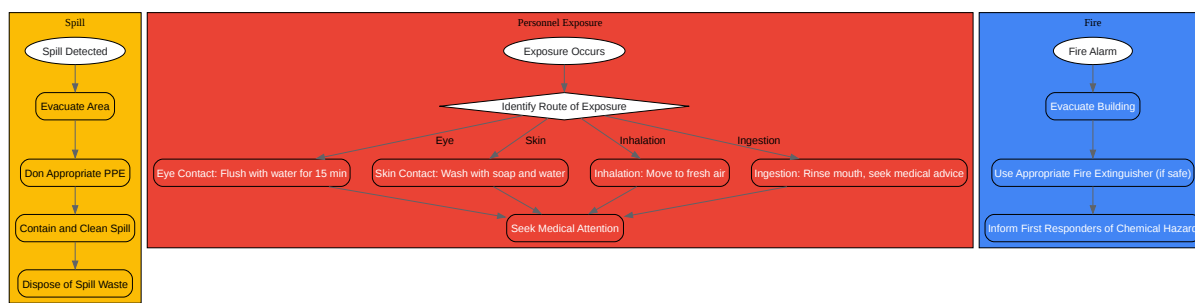 Spill
Spill Detected
Evacuate Area
Don Appropriate PPE
Contain and Clean Spill
Dispose of Spill Waste
Personnel Exposure
Exposure Occurs
Identify Route of Exposure
Eye
Skin
Inhalation
Ingestion
Eye Contact: Flush with water for 15 min
Skin Contact: Wash with soap and water
Inhalation: Move to fresh air
Ingestion: Rinse mouth, seek medical advice
Seek Medical Attention
Fire
Fire Alarm
Evacuate Building
Use Appropriate Fire Extinguisher (if safe)
Inform First Responders of Chemical Hazard